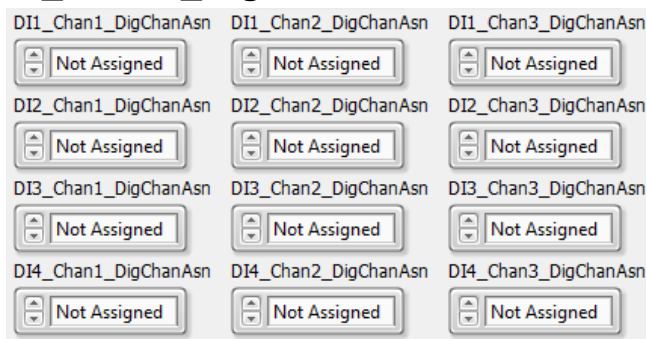 DI1_Chan1_DigChanAsn DI1_Chan2_DigChanAsn DI1_Chan3_DigChanAsn
Not Assigned Not Assigned Not Assigned
DI2_Chan1_DigChanAsn DI2_Chan2_DigChanAsn DI2_Chan3_DigChanAsn
Not Assigned Not Assigned Not Assigned
DI3_Chan1_DigChanAsn DI3_Chan2_DigChanAsn DI3_Chan3_DigChanAsn
Not Assigned Not Assigned Not Assigned
DI4_Chan1_DigChanAsn DI4_Chan2_DigChanAsn DI4_Chan3_DigChanAsn
Not Assigned Not Assigned Not Assigned